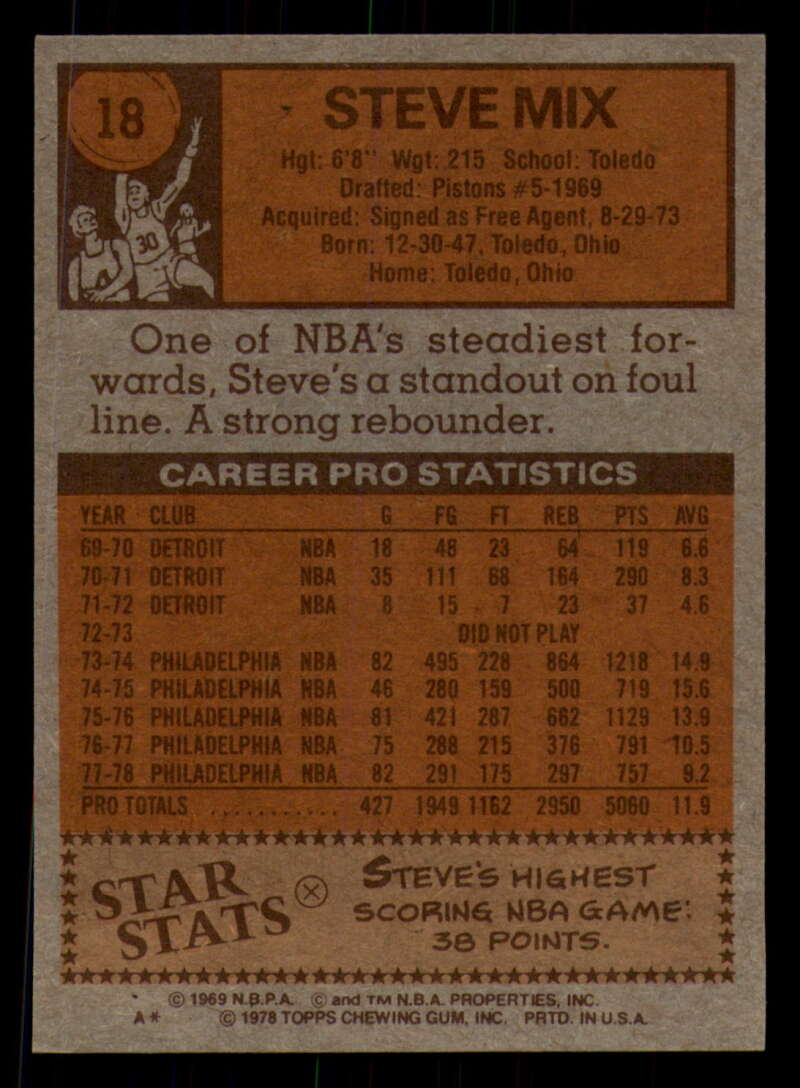 18
STEVE MIX
Hgt: 6'8" Wgt: 215 School: Toledo
Drafted: Pistons #5-1969
Acquired: Signed as Free Agent, 8-29-73
Born: 12-30-47, Toledo, Ohio
Home: Toledo, Ohio
30
One of NBA's steadiest for-
wards, Steve's a standout on foul
line. A strong rebounder.
CAREER PRO STATISTICS
YEAR CLUB G FG FT REB PTS AVG
69-70 DETROIT NBA 18 48 23 64 119 6.6
70-71 DETROIT NBA 35 111 68 164 290 8.3
71-72 DETROIT NBA 8 15 7 23 37 4.6
72-73 DID NOT PLAY
73-74 PHILADELPHIA NBA 82 495 228 864 1218 14.9
74-75 PHILADELPHIA NBA 46 280 159 500 719 15.6
75-76 PHILADELPHIA NBA 81 421 287 662 1129 13.9
76-77 PHILADELPHIA NBA 75 288 215 376 791 10.5
77-78 PHILADELPHIA NBA 82 291 175 297 757 9.2
PRO TOTALS ........... 427 1949 1162 2950 5060 11.9
STAR
STATS
STEVE'S HIGHEST
SCORING NBA GAME:
38 POINTS.
© 1969 N.B.P.A. © and TM N.B.A. PROPERTIES, INC.
A* © 1978 TOPPS CHEWING GUM, INC. PRTD. IN U.S.A.